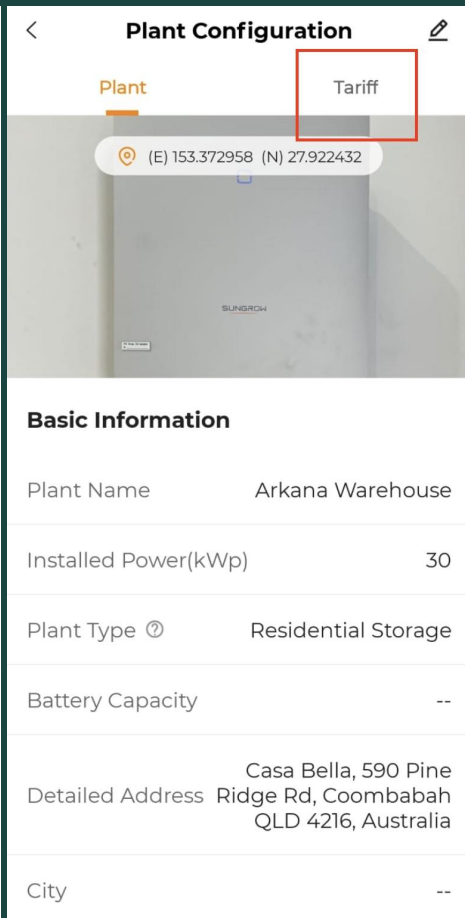 Plant Configuration
Plant Tariff
(E) 153.372958 (N) 27.922432
SUNGROW
Basic Information
Plant Name Arkana Warehouse
Installed Power(kWp) 30
Plant Type ? Residential Storage
Battery Capacity --
Casa Bella, 590 Pine
Detailed Address Ridge Rd, Coombabah
QLD 4216, Australia
City --